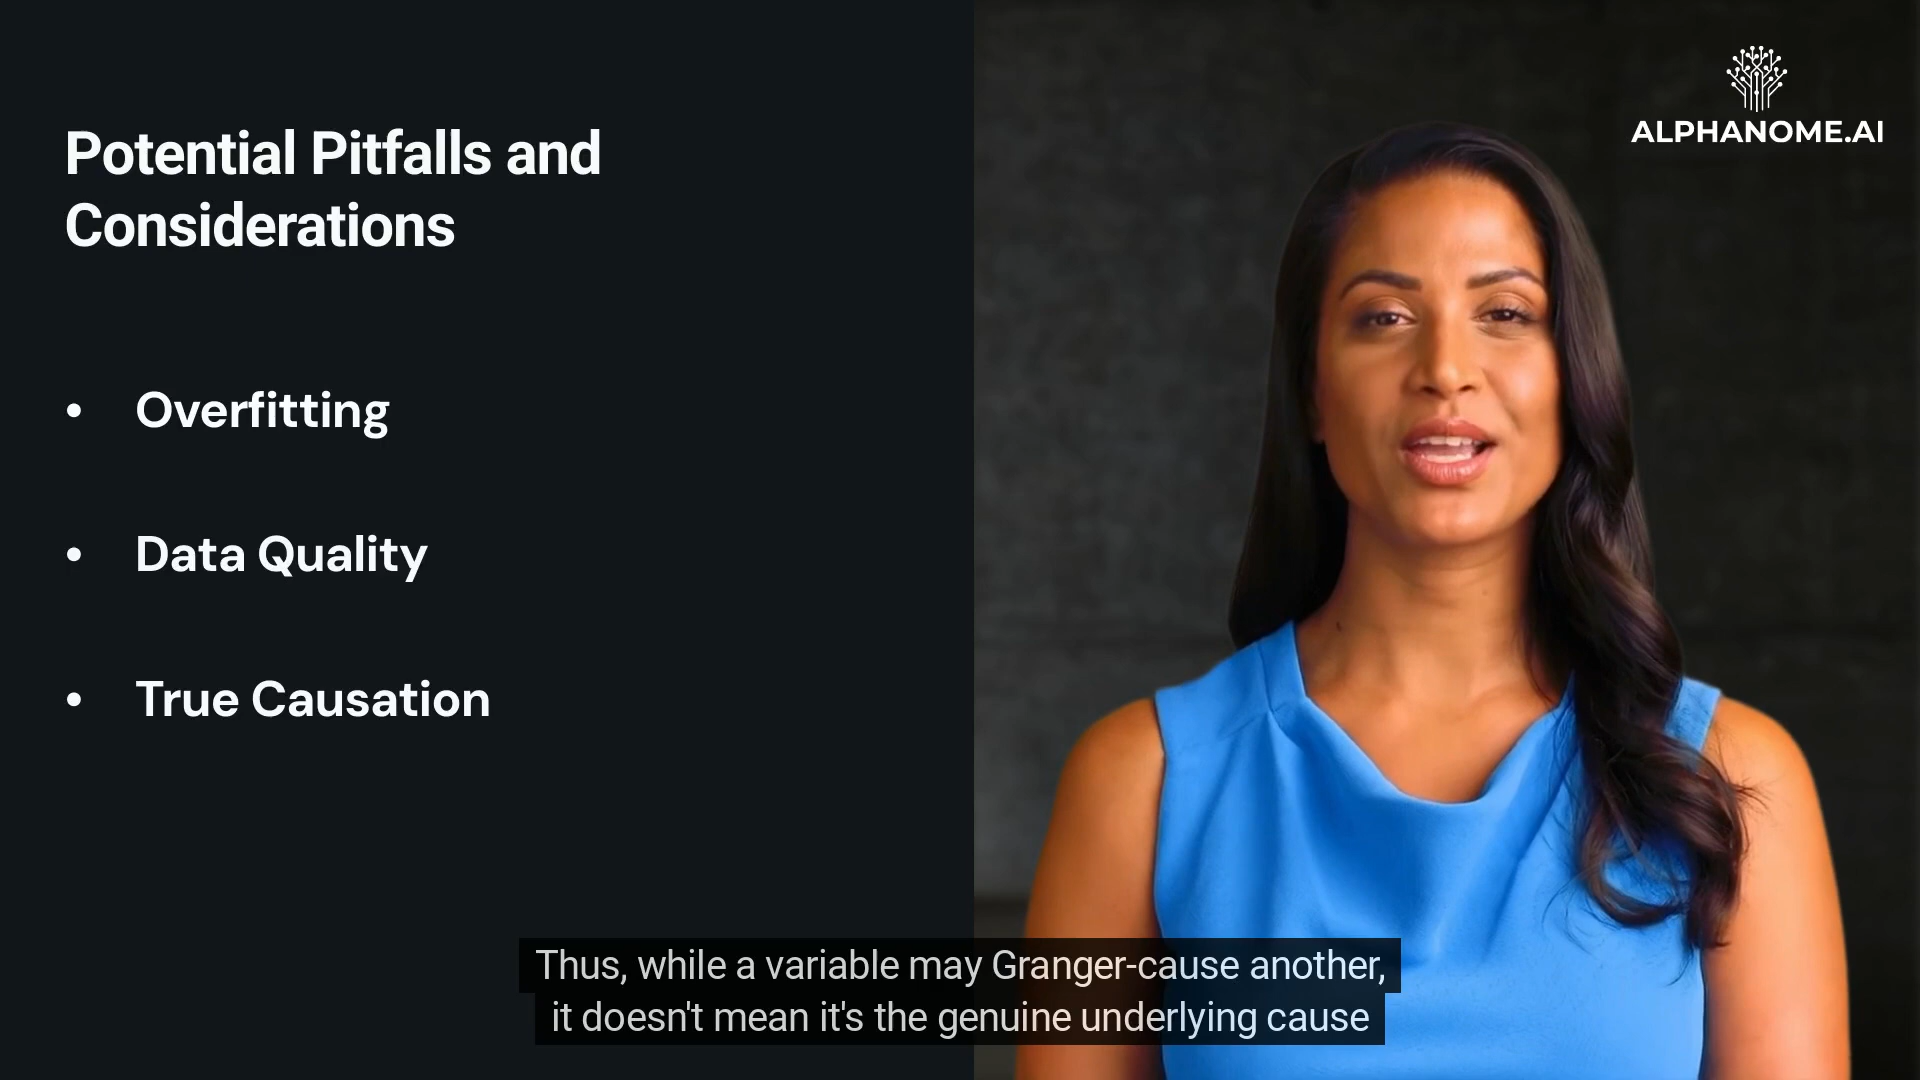 ALPHANOME.AI
Potential Pitfalls and
Considerations
• Overfitting
• Data Quality
• True Causation
Thus, while a variable may Granger-cause another,
it doesn't mean it's the genuine underlying cause